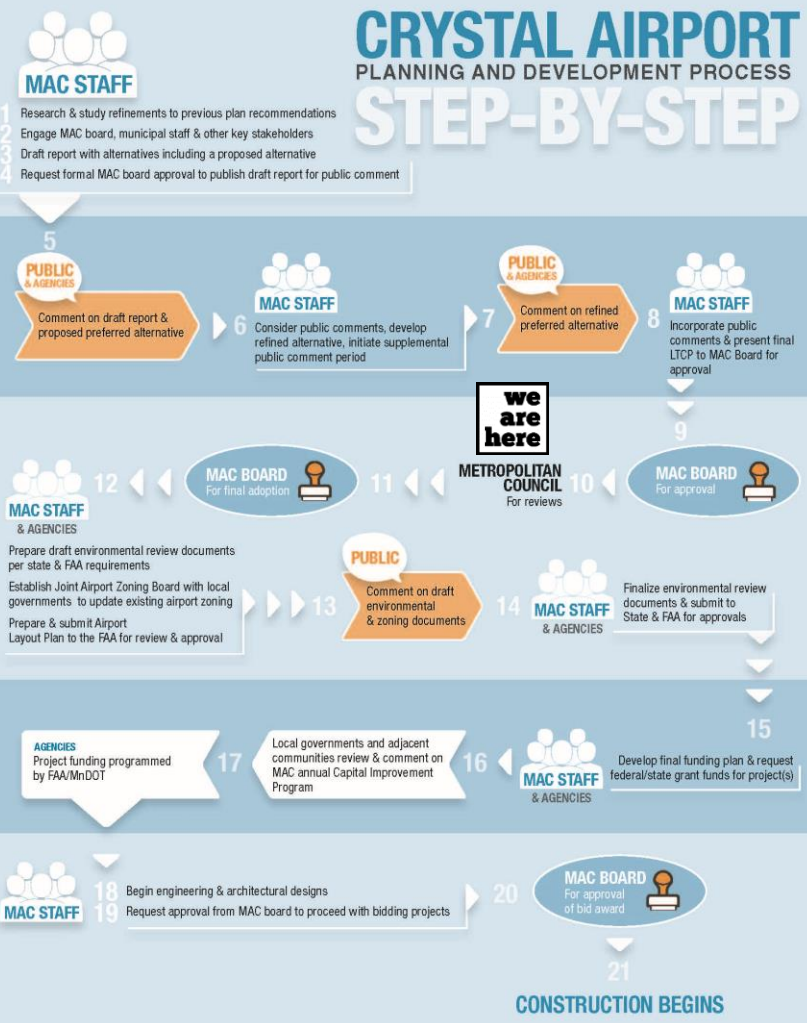 CRYSTAL AIRPORT
PLANNING AND DEVELOPMENT PROCESS
STEP-BY-STEP
MAC STAFF
1 Research & study refinements to previous plan recommendations
2 Engage MAC board, municipal staff & other key stakeholders
3 Draft report with alternatives including a proposed alternative
4 Request formal MAC board approval to publish draft report for public comment
5
PUBLIC
& AGENCIES
Comment on draft report &
proposed preferred alternative
6
MAC STAFF
Consider public comments, develop
refined alternative, initiate supplemental
public comment period
7
PUBLIC
& AGENCIES
Comment on refined
preferred alternative
8
MAC STAFF
Incorporate public
comments & present final
LTCP to MAC Board for
approval
9
MAC BOARD
For approval
10
we
are
here
METROPOLITAN
COUNCIL
For reviews
11
MAC BOARD
For final adoption
12
MAC STAFF
& AGENCIES
Prepare draft environmental review documents
per state & FAA requirements
Establish Joint Airport Zoning Board with local
governments to update existing airport zoning
Prepare & submit Airport
Layout Plan to the FAA for review & approval
13
PUBLIC
Comment on draft
environmental
& zoning documents
14
MAC STAFF
& AGENCIES
Finalize environmental review
documents & submit to
State & FAA for approvals
15
Develop final funding plan & request
federal/state grant funds for project(s)
MAC STAFF
& AGENCIES
16
Local governments and adjacent
communities review & comment on
MAC annual Capital Improvement
Program
17
AGENCIES
Project funding programmed
by FAA/MnDOT
MAC STAFF
18 Begin engineering & architectural designs
19 Request approval from MAC board to proceed with bidding projects
20
MAC BOARD
For approval
of bid award
21
CONSTRUCTION BEGINS